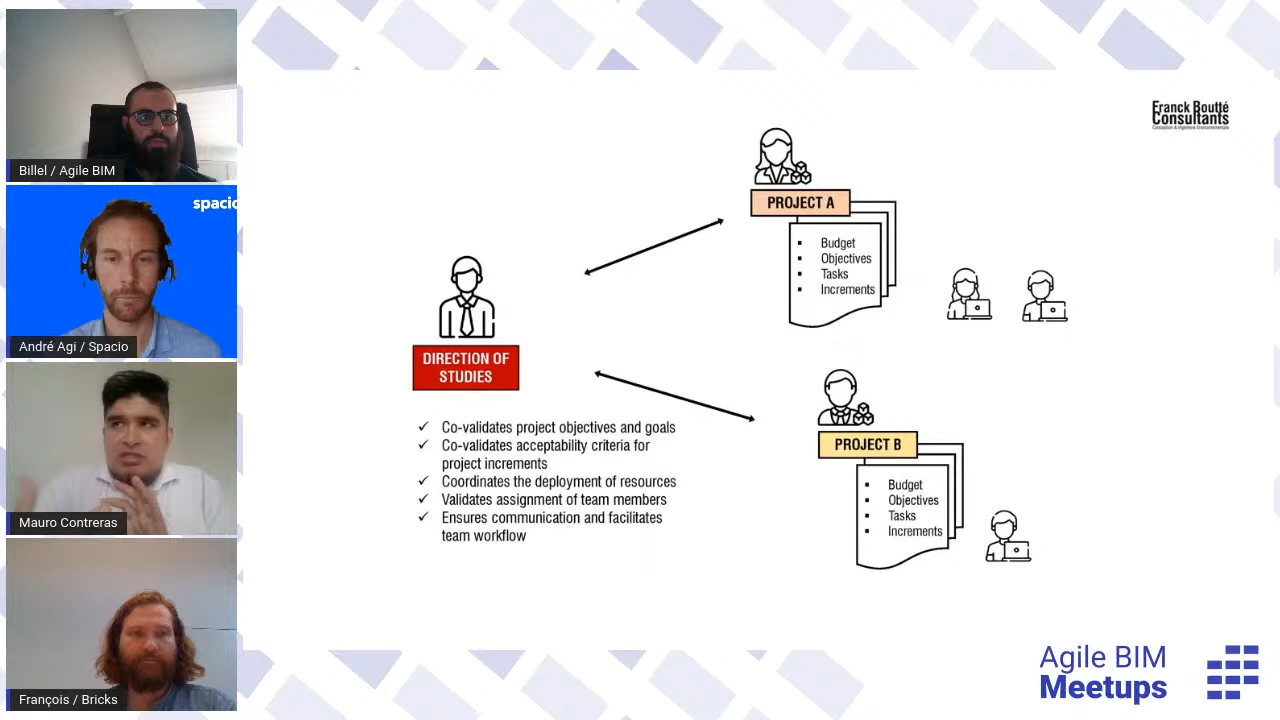 Billel / Agile BIM
spacio
André Agi / Spacio
Mauro Contreras
François / Bricks
Franck Boutté
Consultants
Conception & Ingénierie Environnementales
PROJECT A
▪ Budget
▪ Objectives
▪ Tasks
▪ Increments
DIRECTION OF
STUDIES
✓ Co-validates project objectives and goals
✓ Co-validates acceptability criteria for
project increments
✓ Coordinates the deployment of resources
✓ Validates assignment of team members
✓ Ensures communication and facilitates
team workflow
PROJECT B
▪ Budget
▪ Objectives
▪ Tasks
▪ Increments
Agile BIM
Meetups